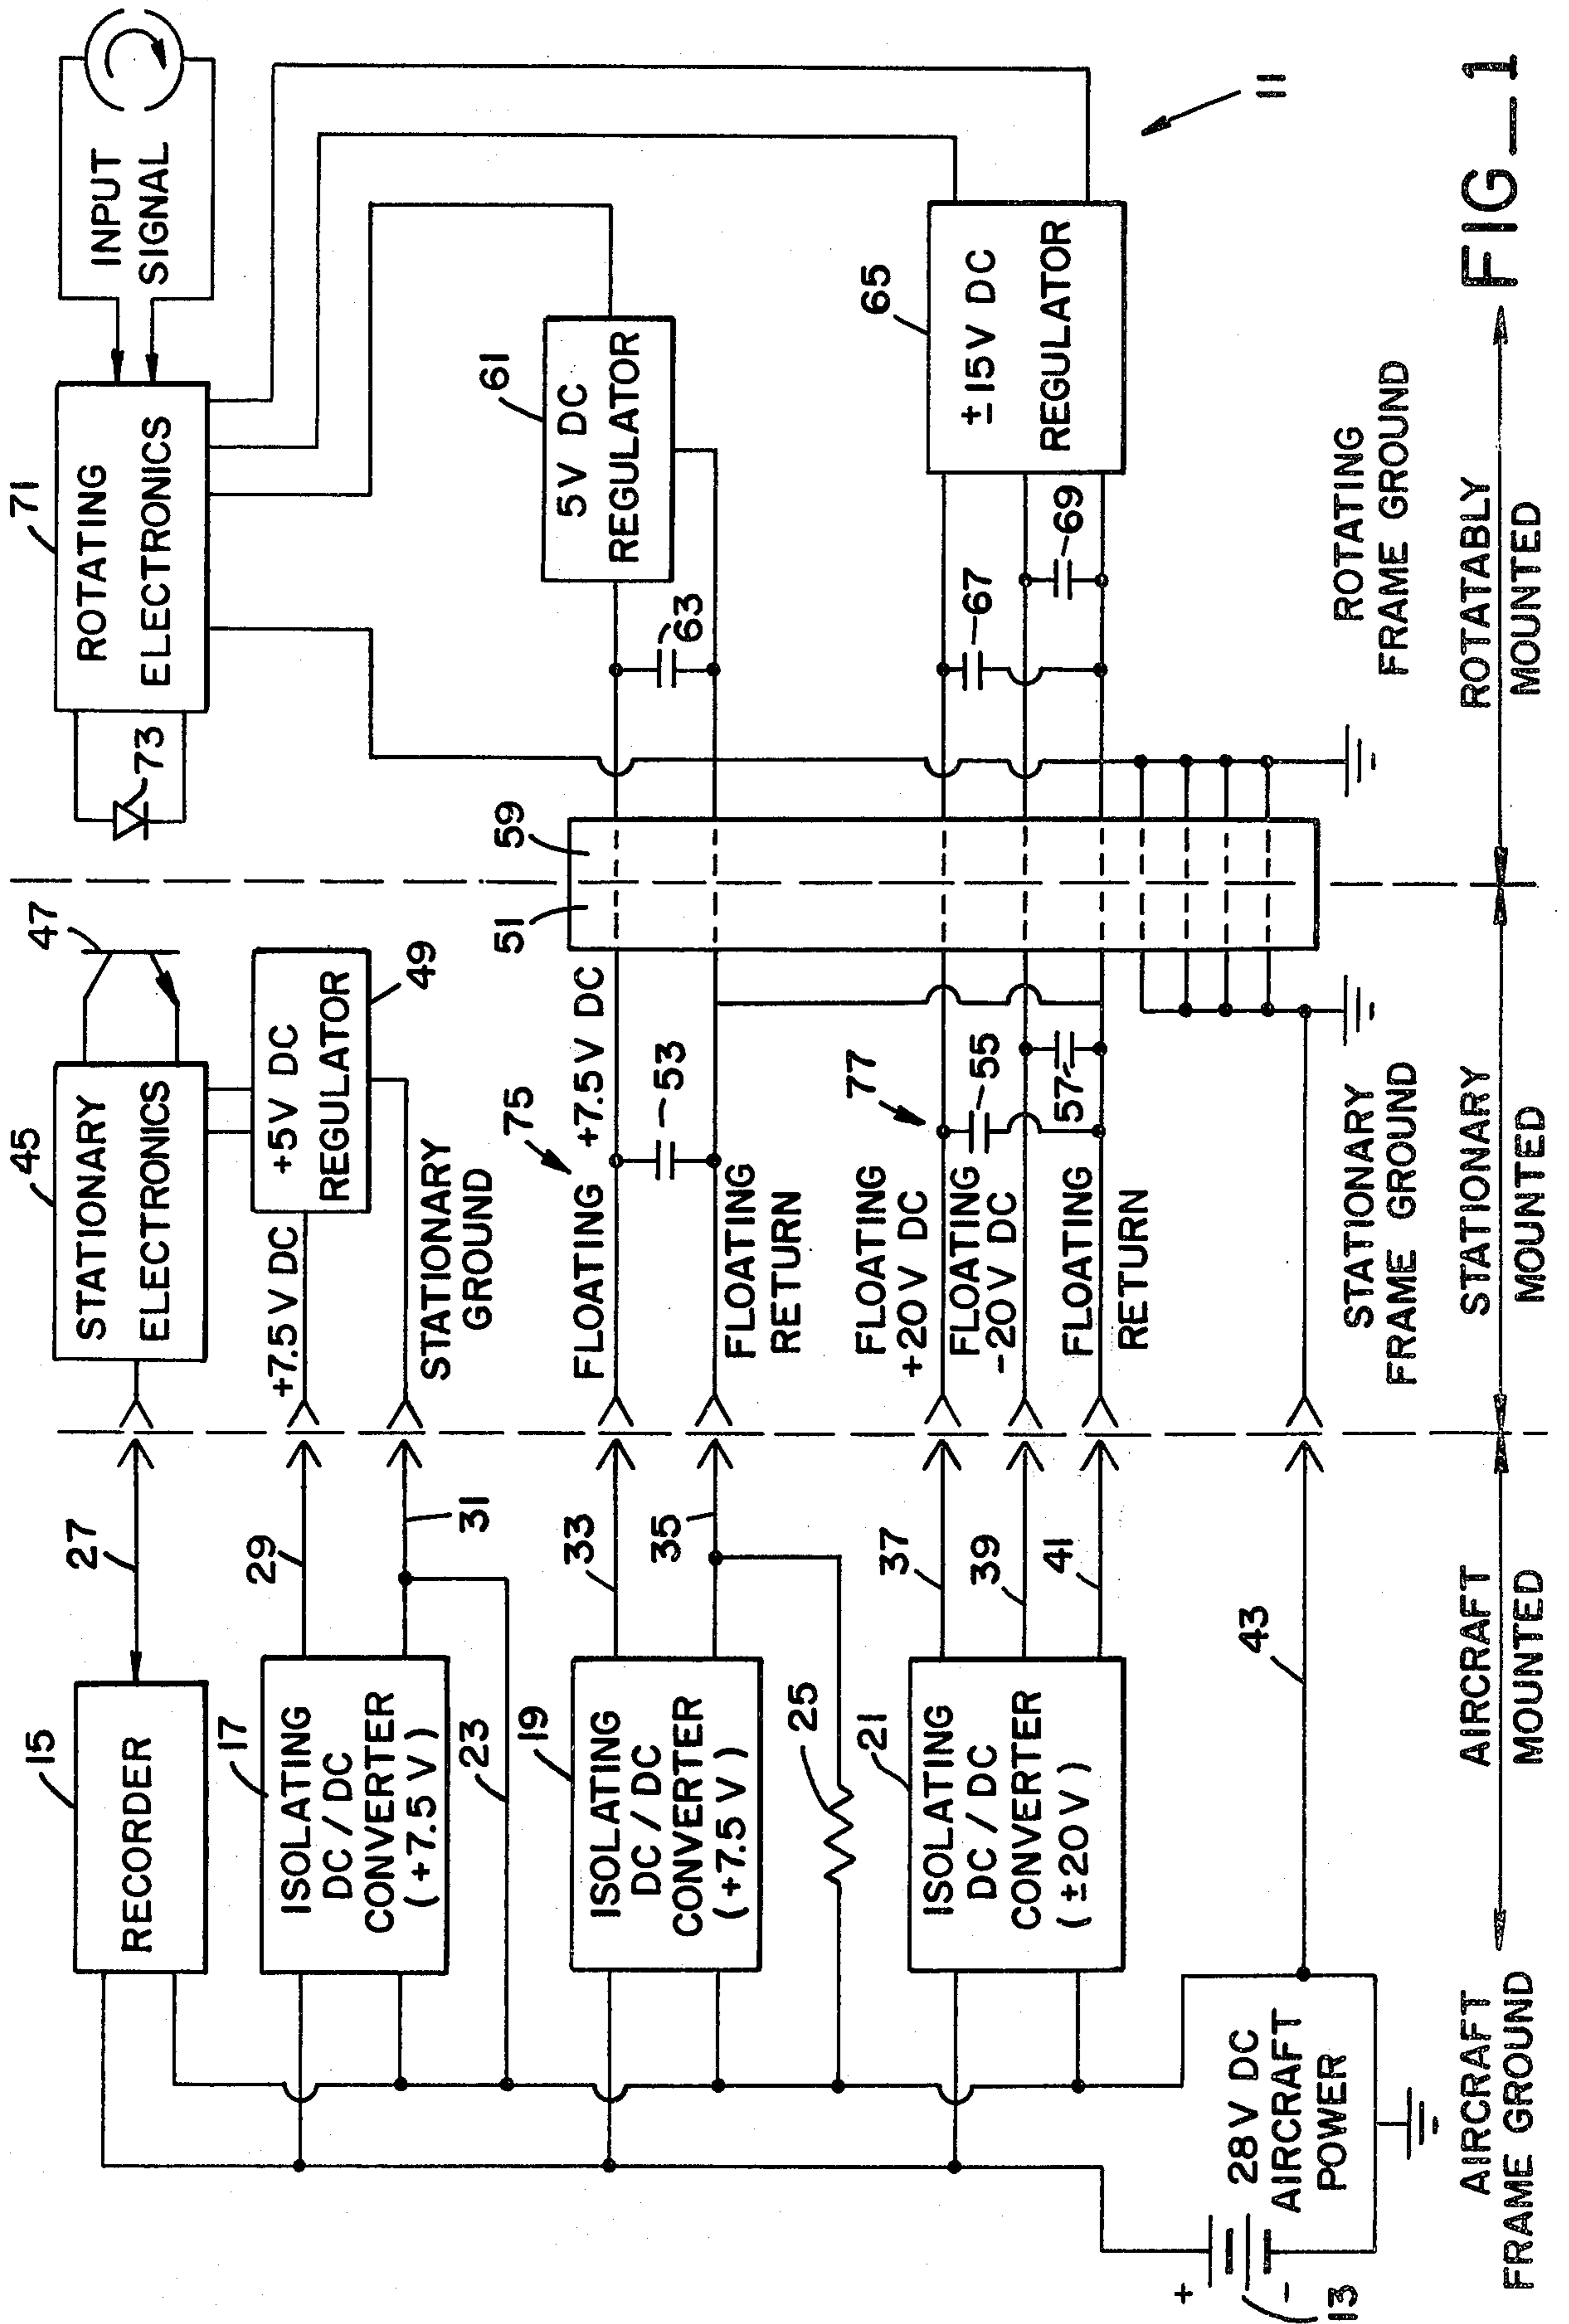 15
RECORDER
27
17
ISOLATING
DC/DC
CONVERTER
(+7.5 V)
29
31
23
19
ISOLATING
DC/DC
CONVERTER
(+7.5 V)
33
35
25
21
ISOLATING
DC/DC
CONVERTER
(±20V)
37
39
41
43
+
-
13
28V DC
AIRCRAFT
POWER
AIRCRAFT
FRAME GROUND
AIRCRAFT
MOUNTED
45
STATIONARY
ELECTRONICS
47
+7.5 V DC
+5V DC
REGULATOR
49
STATIONARY
GROUND
75
FLOATING +7.5V DC
53
FLOATING
RETURN
77
FLOATING
+20V DC
FLOATING
-20V DC
55
57
FLOATING
RETURN
STATIONARY
FRAME GROUND
STATIONARY
MOUNTED
51
59
71
ROTATING
ELECTRONICS
73
INPUT
SIGNAL
61
5V DC
REGULATOR
63
65
±15V DC
REGULATOR
67
69
ROTATING
FRAME GROUND
ROTATABLY
MOUNTED
11
FIG_1